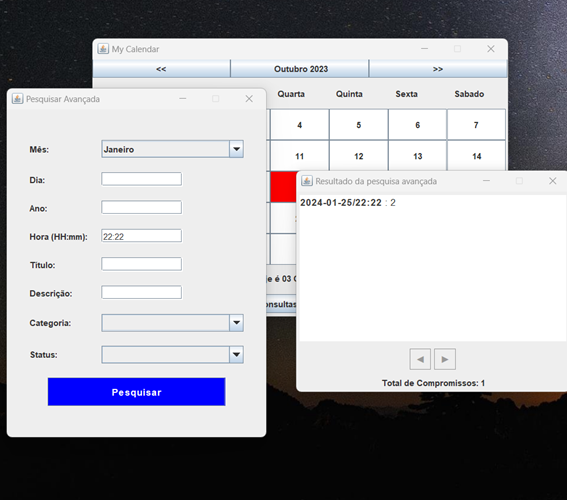 My Calendar
<< Outubro 2023 >>
Quarta Quinta Sexta Sabado
4 5 6 7
11 12 13 14
Pesquisar Avançada
Mês: Janeiro
Dia:
Ano:
Hora (HH:mm): 22:22
Titulo:
Descrição:
Categoria:
Status:
Pesquisar
e é 03
onsultas
Resultado da pesquisa avançada
2024-01-25/22:22 : 2
◀ ▶
Total de Compromissos: 1